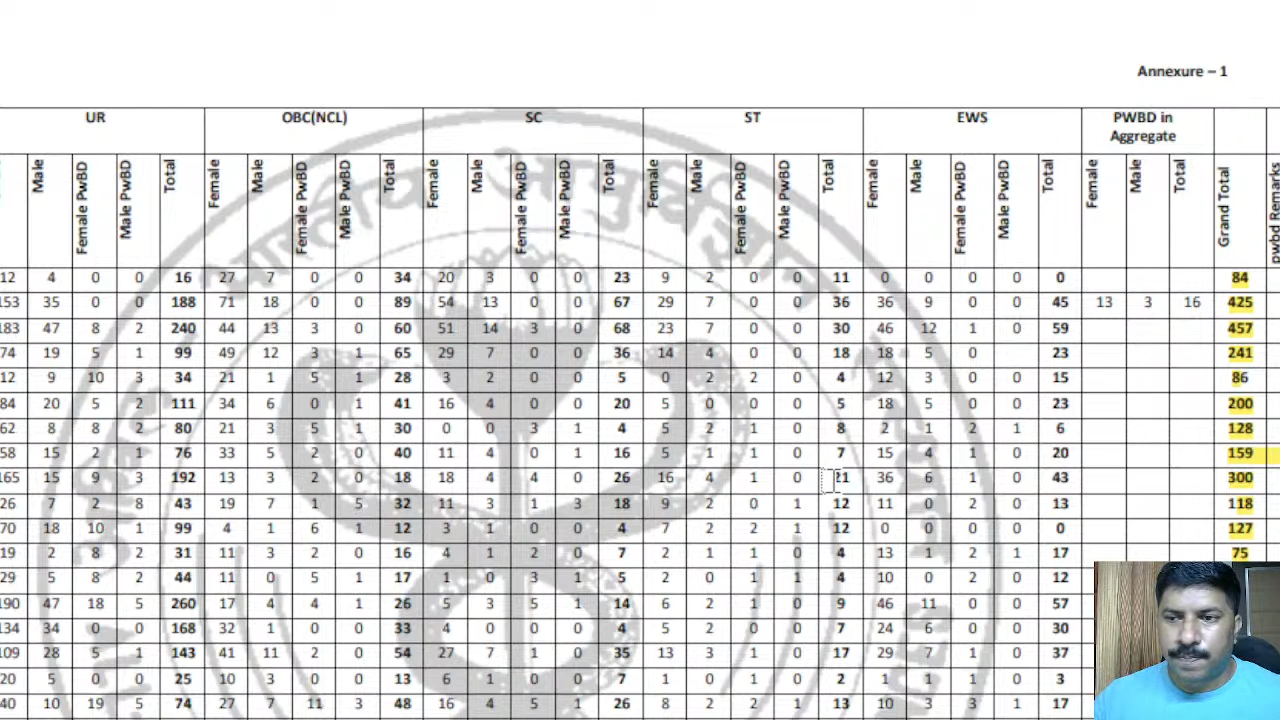 Annexure – 1
UR OBC(NCL) SC ST EWS PWBD in
Aggregate
Male Female PwBD Male PwBD Total Female Male Female PwBD Male PwBD Total Female Male Female PwBD Male PwBD Total Female Male Female PwBD Male PwBD Total Female Male Female PwBD Male PwBD Total Female Male Total Grand Total pwbd Remarks
12 4 0 0 16 27 7 0 0 34 20 3 0 0 23 9 2 0 0 11 0 0 0 0 0 84
153 35 0 0 188 71 18 0 0 89 54 13 0 0 67 29 7 0 0 36 36 9 0 0 45 13 3 16 425
183 47 8 2 240 44 13 3 0 60 51 14 3 0 68 23 7 0 0 30 46 12 1 0 59 457
74 19 5 1 99 49 12 3 1 65 29 7 0 0 36 14 4 0 0 18 18 5 0 23 241
12 9 10 3 34 21 1 5 1 28 3 2 0 0 5 0 2 2 0 4 12 3 0 0 15 86
84 20 5 2 111 34 6 0 1 41 16 4 0 0 20 5 0 0 0 5 18 5 0 0 23 200
62 8 8 2 80 21 3 5 1 30 0 0 3 1 4 5 2 1 0 8 2 1 2 1 6 128
58 15 2 1 76 33 5 2 0 40 11 4 0 1 16 5 1 1 0 7 15 4 1 0 20 159
165 15 9 3 192 13 3 2 0 18 18 4 4 0 26 16 4 1 0 21 36 6 1 0 43 300
26 7 2 8 43 19 7 1 5 32 11 3 1 3 18 9 2 0 1 12 11 0 2 0 13 118
70 18 10 1 99 4 1 6 1 12 3 1 0 0 4 7 2 2 1 12 0 0 0 0 0 127
19 2 8 2 31 11 3 2 0 16 4 1 2 0 7 2 1 1 0 4 13 1 2 1 17 75
29 5 8 2 44 11 0 5 1 17 1 0 3 1 5 2 0 1 1 4 10 0 2 0 12
190 47 18 5 260 17 4 4 1 26 5 3 5 1 14 6 2 1 0 9 46 11 0 0 57
134 34 0 0 168 32 1 0 0 33 4 0 0 0 4 5 2 0 0 7 24 6 0 0 30
109 28 5 1 143 41 11 2 0 54 27 7 1 0 35 13 3 1 0 17 29 7 1 0 37
20 5 0 0 25 10 3 0 0 13 6 1 0 0 7 1 0 1 0 2 1 1 1 0 3
40 10 19 5 74 27 7 11 3 48 16 4 5 1 26 8 2 2 1 13 10 3 3 1 17